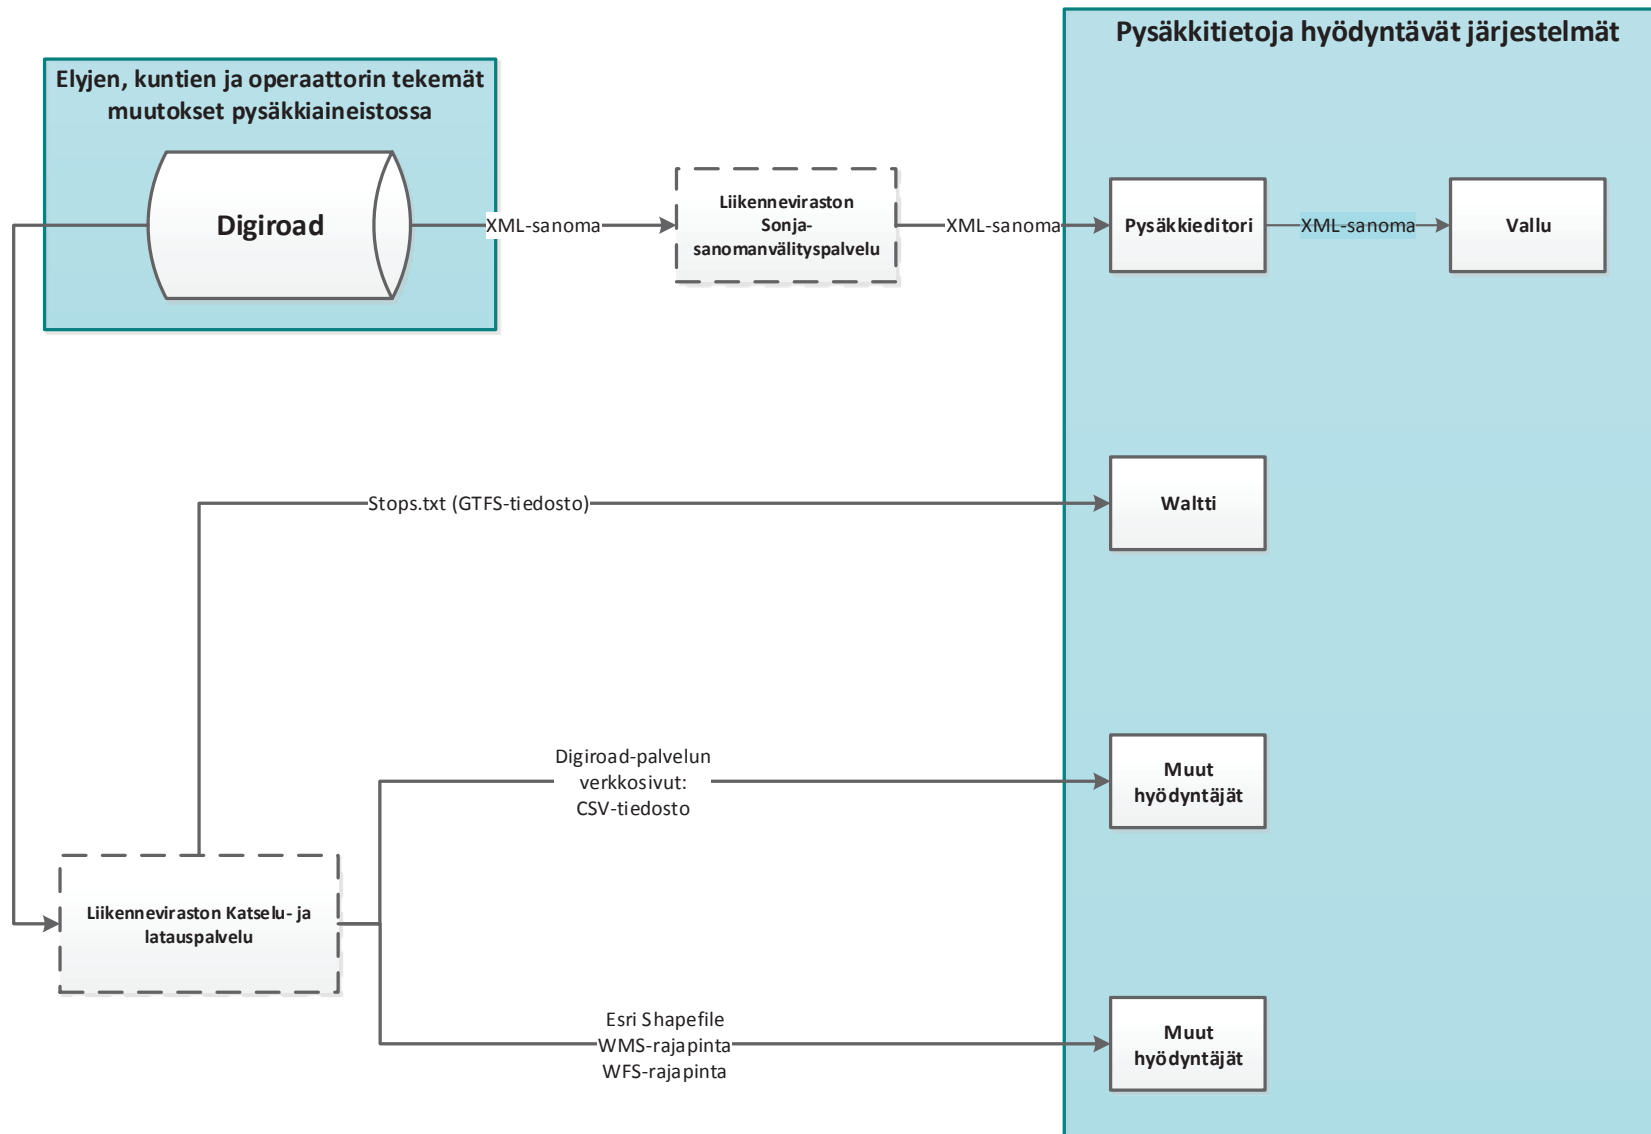 Pysäkkitietoja hyödyntävät järjestelmät
Elyjen, kuntien ja operaattorin tekemät
muutokset pysäkkiaineistossa
Digiroad
XML-sanoma
Liikenneviraston
Sonja-
sanomanvälityspalvelu
XML-sanoma
Pysäkkieditori
XML-sanoma
Vallu
Stops.txt (GTFS-tiedosto)
Waltti
Digiroad-palvelun
verkkosivut:
CSV-tiedosto
Muut
hyödyntäjät
Liikenneviraston Katselu- ja
latauspalvelu
Esri Shapefile
WMS-rajapinta
WFS-rajapinta
Muut
hyödyntäjät